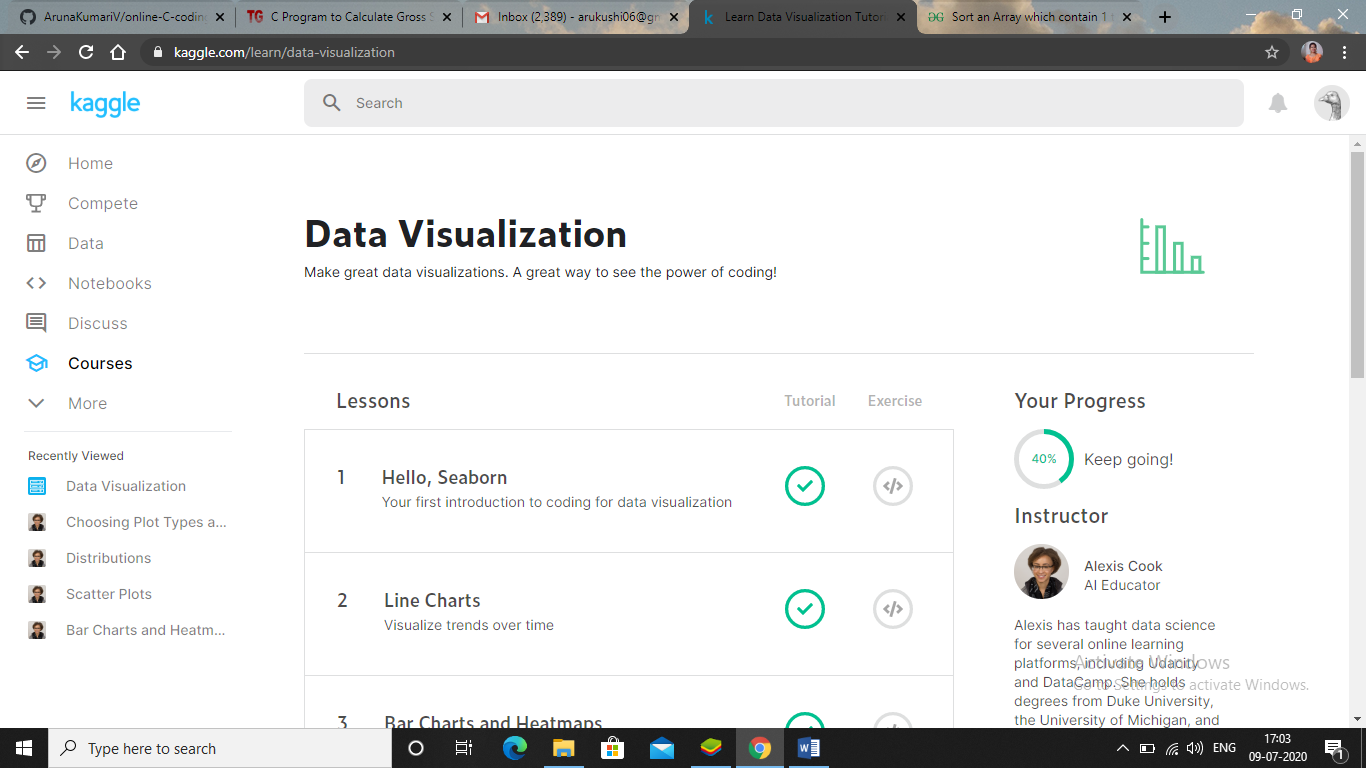 ArunaKumariV/online-C-coding
C Program to Calculate Gross S
Inbox (2,389) - arukushi06@gm
Learn Data Visualization Tutori
Sort an Array which contain 1 t
kaggle.com/learn/data-visualization
kaggle
Search
Home
Compete
Data
Notebooks
Discuss
Courses
More
Recently Viewed
Data Visualization
Choosing Plot Types a...
Distributions
Scatter Plots
Bar Charts and Heatm...
Data Visualization
Make great data visualizations. A great way to see the power of coding!
Lessons Tutorial Exercise
1 Hello, Seaborn
Your first introduction to coding for data visualization
2 Line Charts
Visualize trends over time
3 Bar Charts and Heatmaps
Your Progress
40% Keep going!
Instructor
Alexis Cook
AI Educator
Alexis has taught data science
for several online learning
platforms, including Udacity
and DataCamp. She holds
degrees from Duke University,
the University of Michigan, and
Activate Windows
Go to Settings to activate Windows.
Type here to search
ENG
17:03
09-07-2020
1